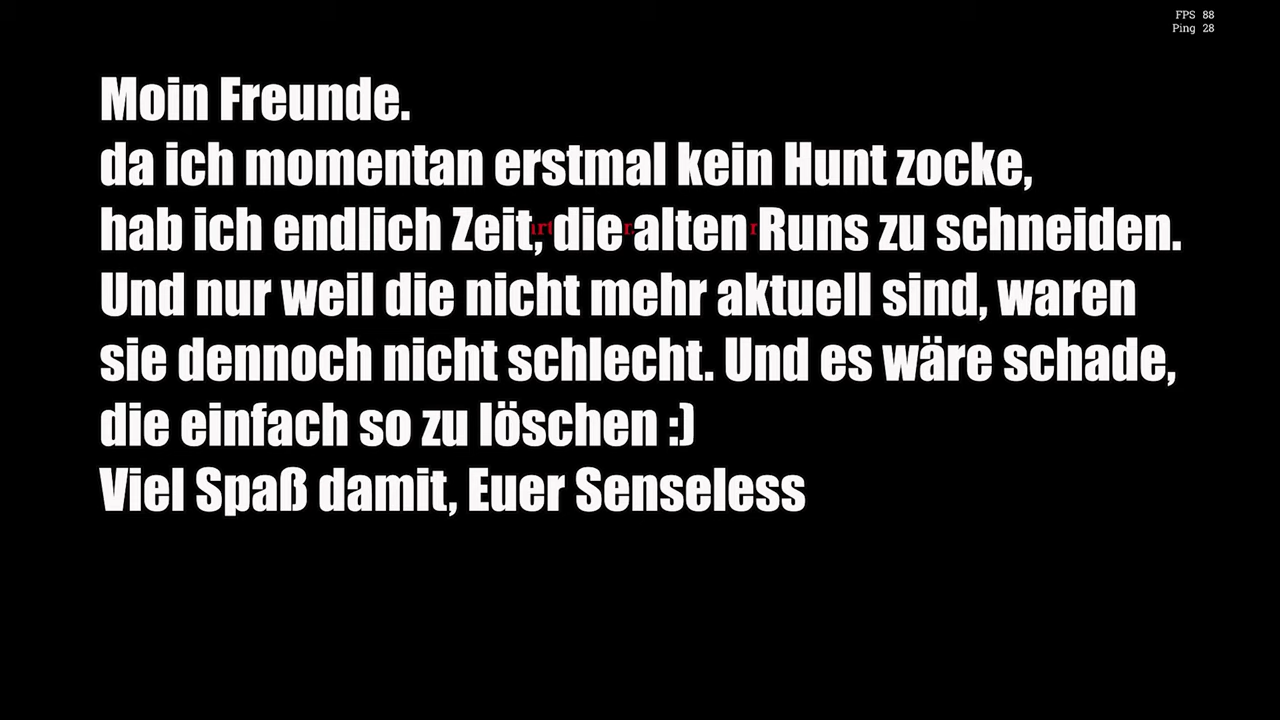 FPS 88
Ping 28
Moin Freunde.
da ich momentan erstmal kein Hunt zocke,
hab ich endlich Zeit, die alten Runs zu schneiden.
Und nur weil die nicht mehr aktuell sind, waren
sie dennoch nicht schlecht. Und es wäre schade,
die einfach so zu löschen :)
Viel Spaß damit, Euer Senseless